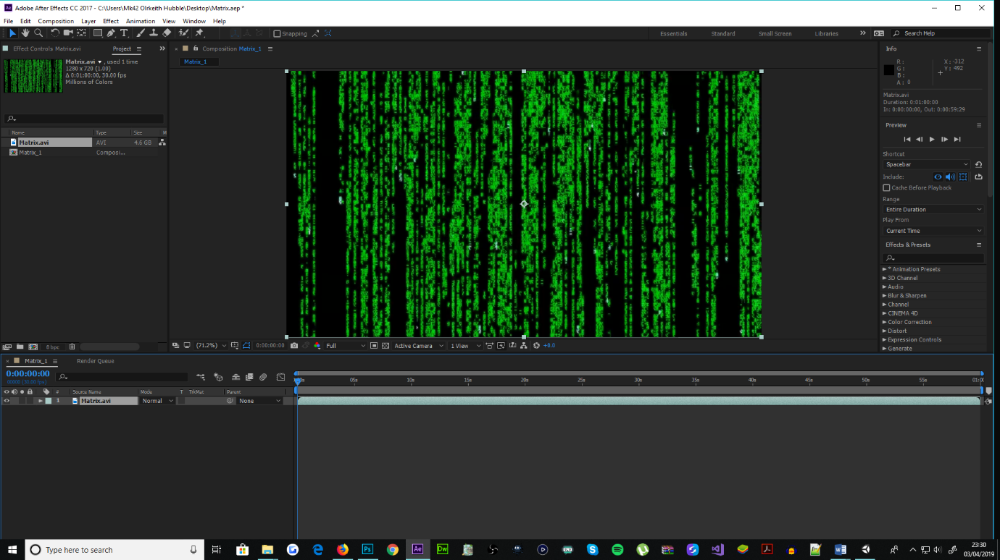 Adobe After Effects CC 2017 - C:\Users\Mk42 OIrkeith Hubble\Desktop\Matrix.aep *
File Edit Composition Layer Effect Animation View Window Help
Snapping Essentials Standard Small Screen Libraries Search Help
Effect Controls Matrix.avi Project
Matrix.avi , used 1 time
1280 x 720 (1.00)
Δ 0:01:00:00, 30.00 fps
Millions of Colors
Name Type Size M
Matrix.avi AVI 4.6 GB
Matrix_1 Composi...
8 bpc
Composition Matrix_1
Matrix_1
(71.2%) 0:00:00:00 Full Active Camera 1 View +0.0
Info
R : X : -312
G : Y : 492
B :
A : 0
Matrix.avi
Duration: 0:01:00:00
In: 0:00:00:00, Out: 0:00:59:29
Preview
Shortcut
Spacebar
Include:
Cache Before Playback
Range
Entire Duration
Play From
Current Time
Effects & Presets
* Animation Presets
3D Channel
Audio
Blur & Sharpen
Channel
CINEMA 4D
Color Correction
Distort
Expression Controls
Generate
Matrix_1 Render Queue
0:00:00:00
00000 (30.00 fps)
05s 10s 15s 20s 25s 30s 35s 40s 45s 50s 55s
# Source Name Mode T TrkMat Parent
1 Matrix.avi Normal None
Type here to search
Ps Ae Dw
23:30
03/04/2019